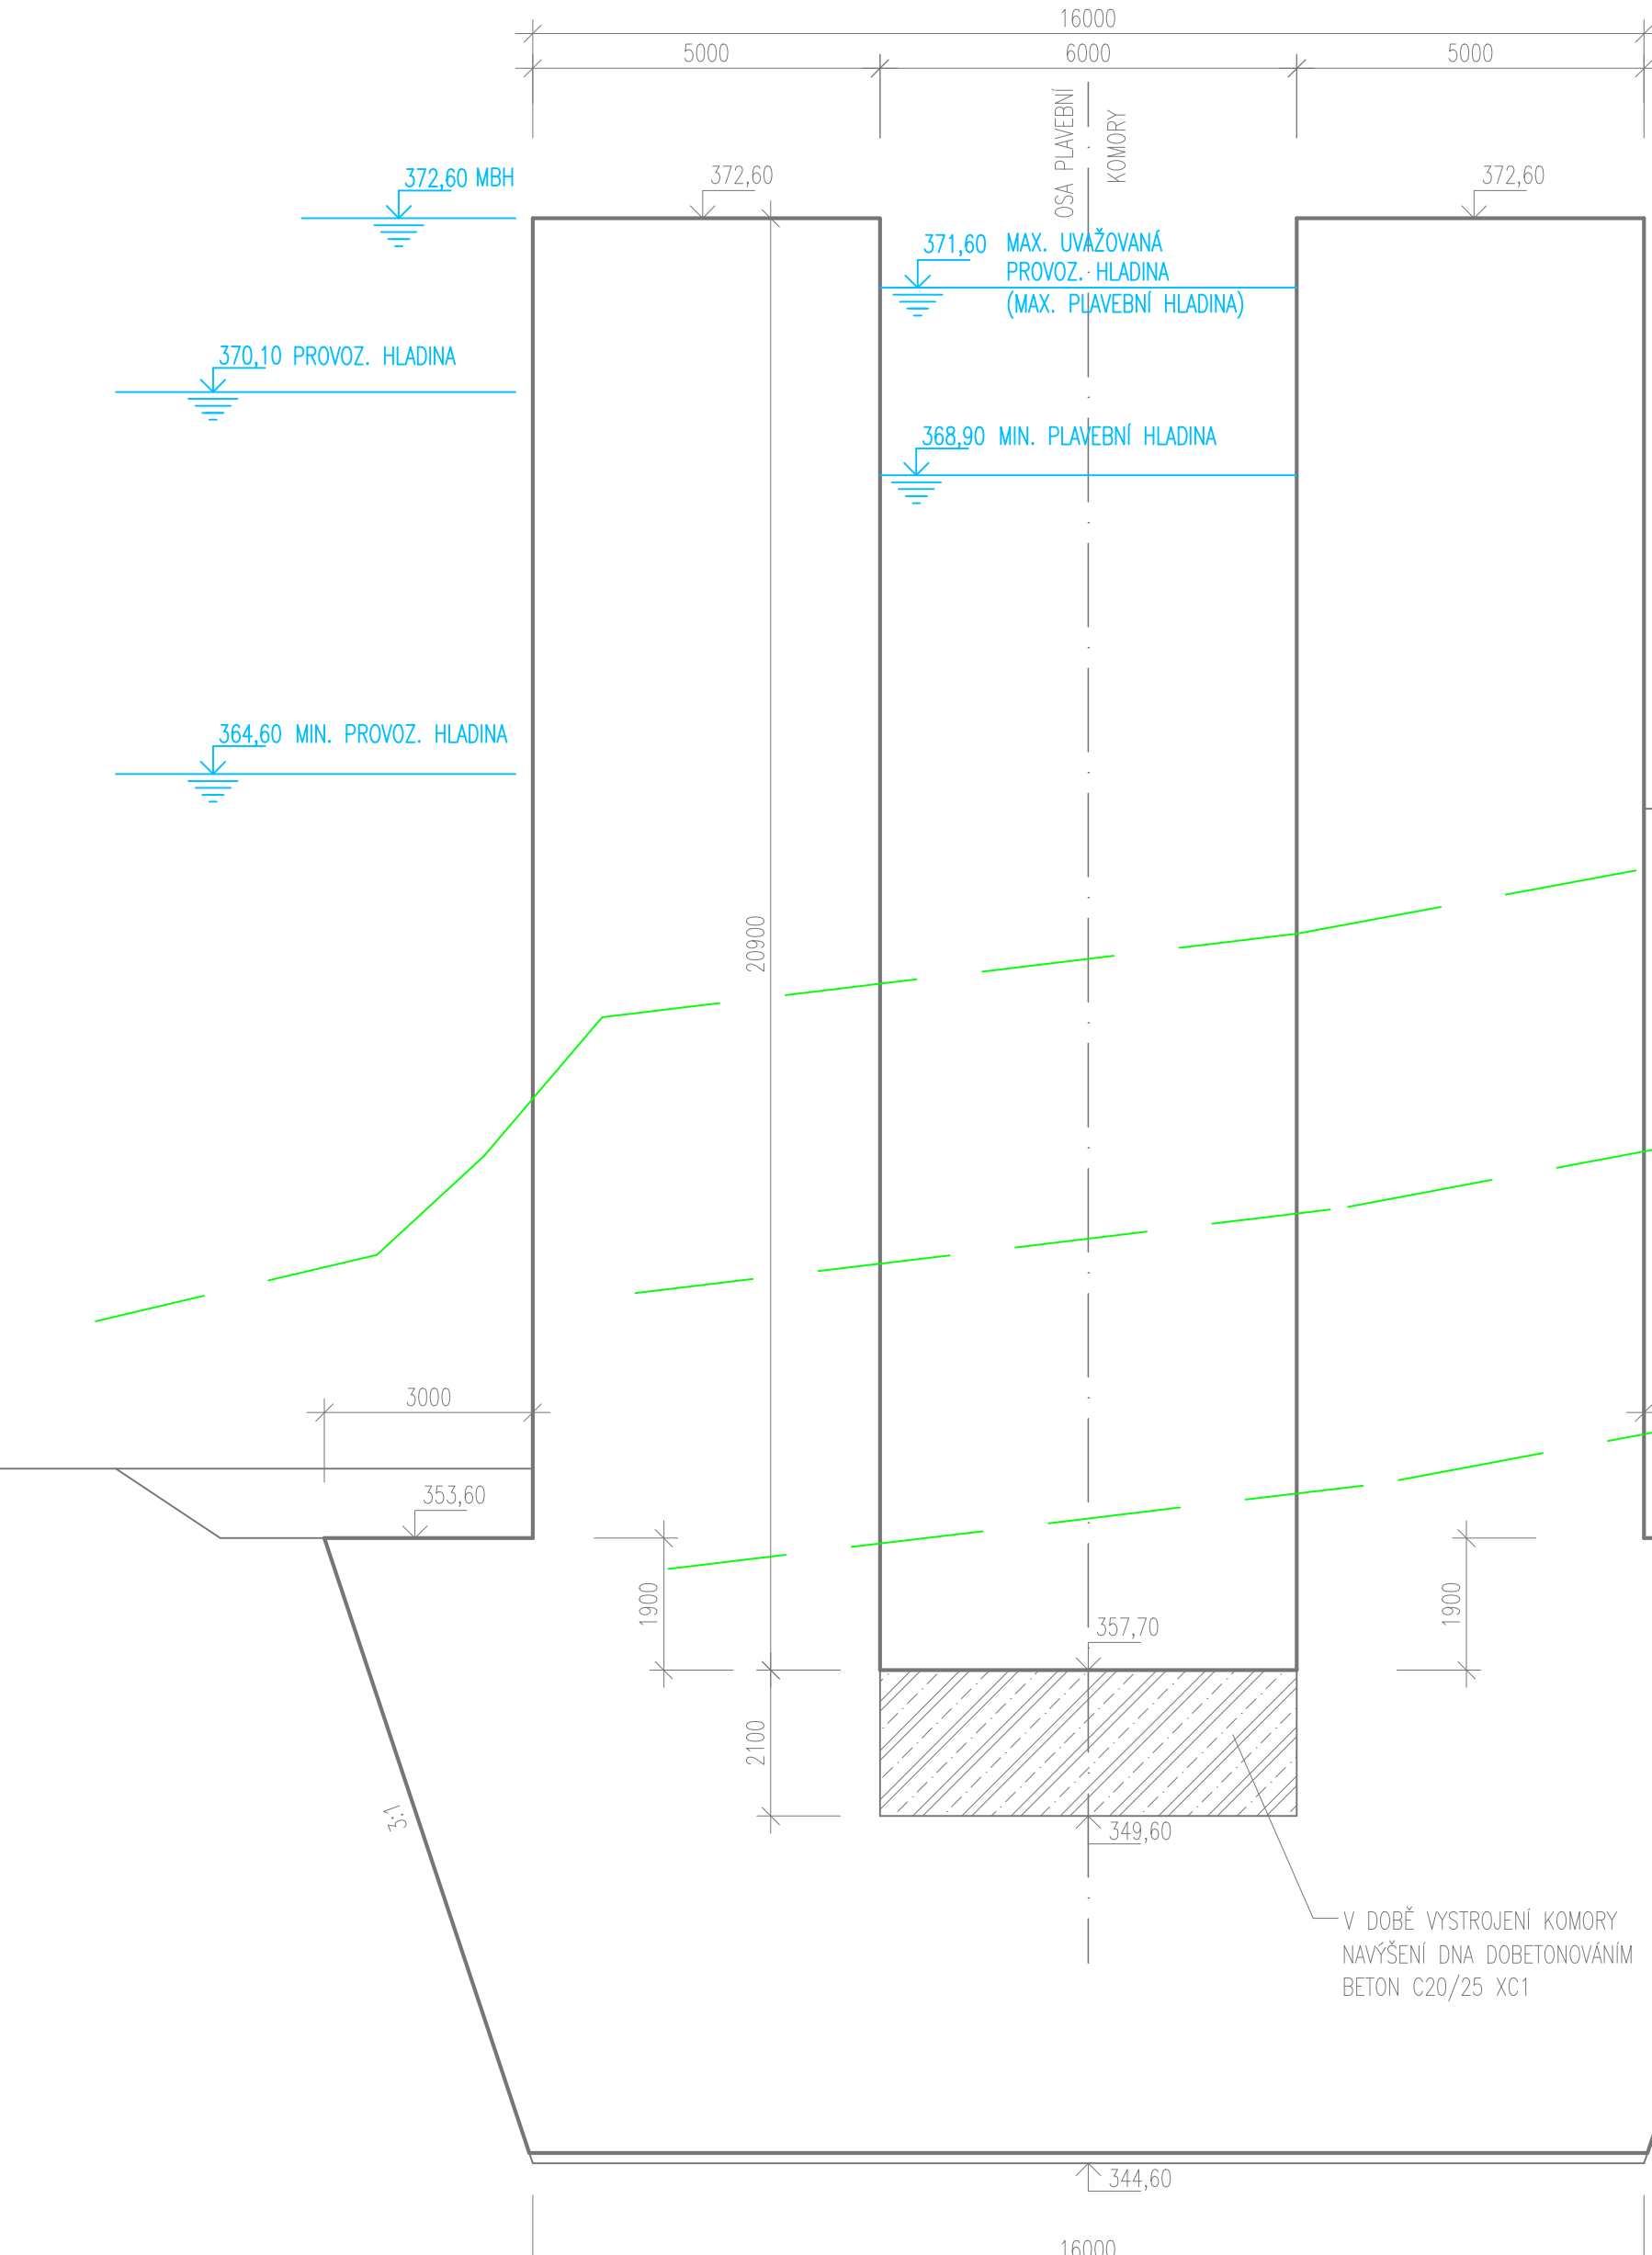 16000
5000
6000
5000
OSA PLAVEBNÍ
KOMORY
372,60 MBH
372,60
372,60
371,60 MAX. UVAŽOVANÁ
PROVOZ. HLADINA
(MAX. PLAVEBNÍ HLADINA)
370,10 PROVOZ. HLADINA
368,90 MIN. PLAVEBNÍ HLADINA
364,60 MIN. PROVOZ. HLADINA
20900
3000
353,60
1900
1900
357,70
2100
3:1
349,60
V DOBĚ VYSTROJENÍ KOMORY
NAVÝŠENÍ DNA DOBETONOVÁNÍM
BETON C20/25 XC1
344,60
16000